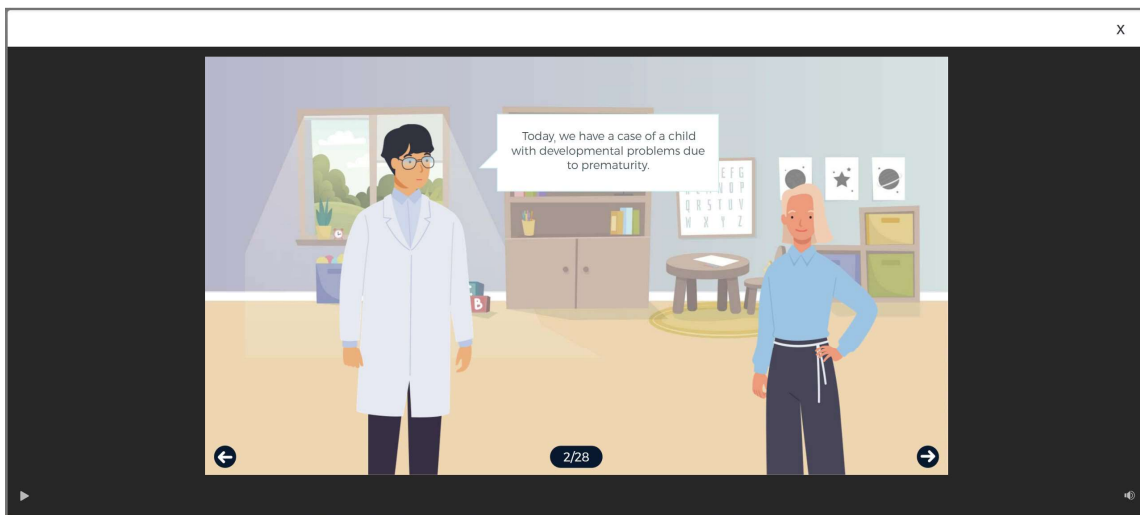 X
Today, we have a case of a child
with developmental problems due
to prematurity.
E F G
N O P
Q R S T U V
W X Y Z
B
2/28